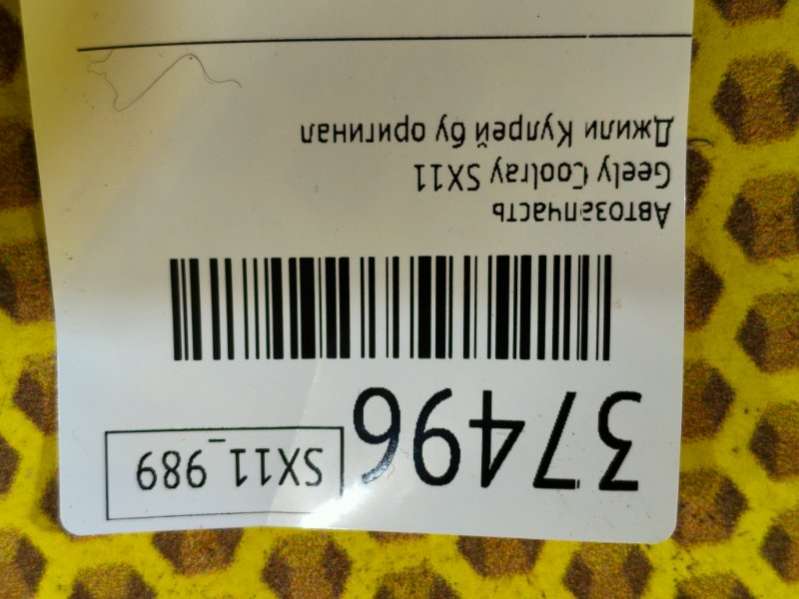 37496 SX11_989
Автозапчасть
Geely Coolray SX11
Джили Кулрей бу оригинал